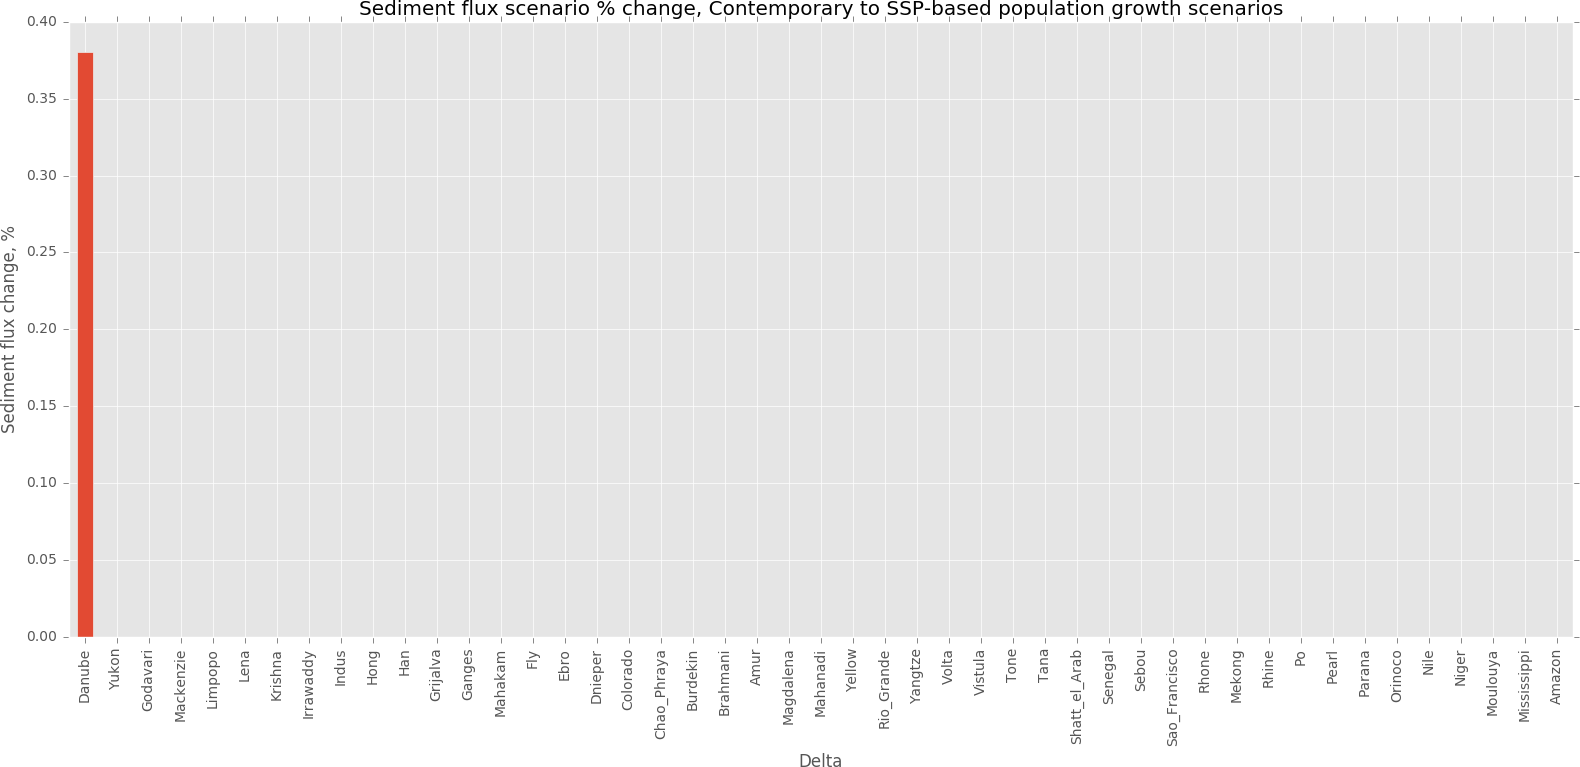 Sediment flux scenario % change, Contemporary to SSP-based population growth scenarios
Sediment flux change, %
0.40
0.35
0.30
0.25
0.20
0.15
0.10
0.05
0.00
Danube
Yukon
Godavari
Mackenzie
Limpopo
Lena
Krishna
Irrawaddy
Indus
Hong
Han
Grijalva
Ganges
Mahakam
Fly
Ebro
Dnieper
Colorado
Chao_Phraya
Burdekin
Brahmani
Amur
Magdalena
Mahanadi
Yellow
Rio_Grande
Yangtze
Volta
Vistula
Tone
Tana
Shatt_el_Arab
Senegal
Sebou
Sao_Francisco
Rhone
Mekong
Rhine
Po
Pearl
Parana
Orinoco
Nile
Niger
Moulouya
Mississippi
Amazon
Delta